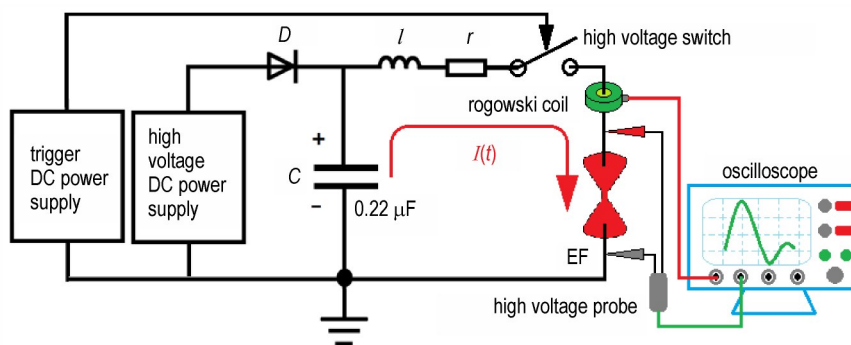 D
l
r
high voltage switch
rogowski coil
trigger
DC power
supply
high
voltage
DC power
supply
+
C
–
0.22 µF
I(t)
EF
oscilloscope
high voltage probe